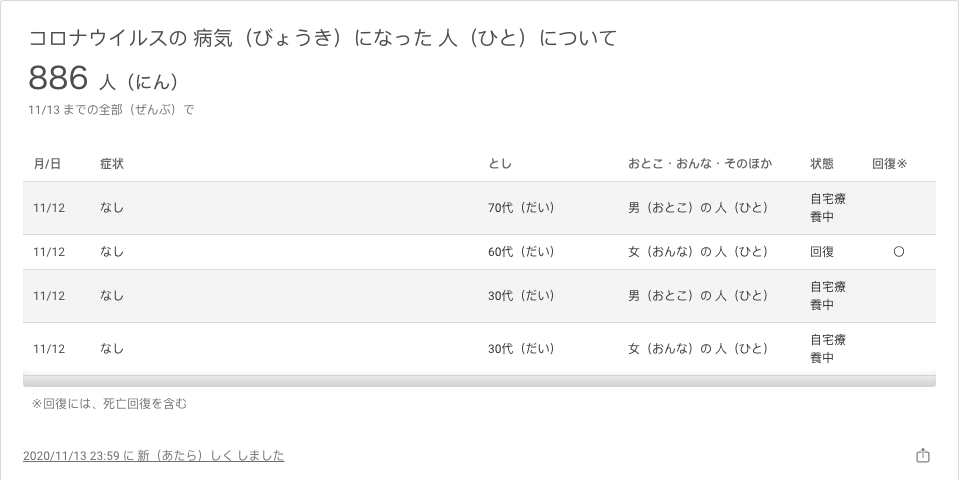 コロナウイルスの 病気（びょうき）になった 人（ひと）について
886 人（にん）
11/13 までの全部（ぜんぶ）で
月/日 症状 とし おとこ・おんな・そのほか 状態 回復※
11/12 なし 70代（だい） 男（おとこ）の 人（ひと） 自宅療
養中
11/12 なし 60代（だい） 女（おんな）の 人（ひと） 回復 〇
11/12 なし 30代（だい） 男（おとこ）の 人（ひと） 自宅療
養中
11/12 なし 30代（だい） 女（おんな）の 人（ひと） 自宅療
養中
※回復には、死亡回復を含む
2020/11/13 23:59 に 新（あたら）しく しました